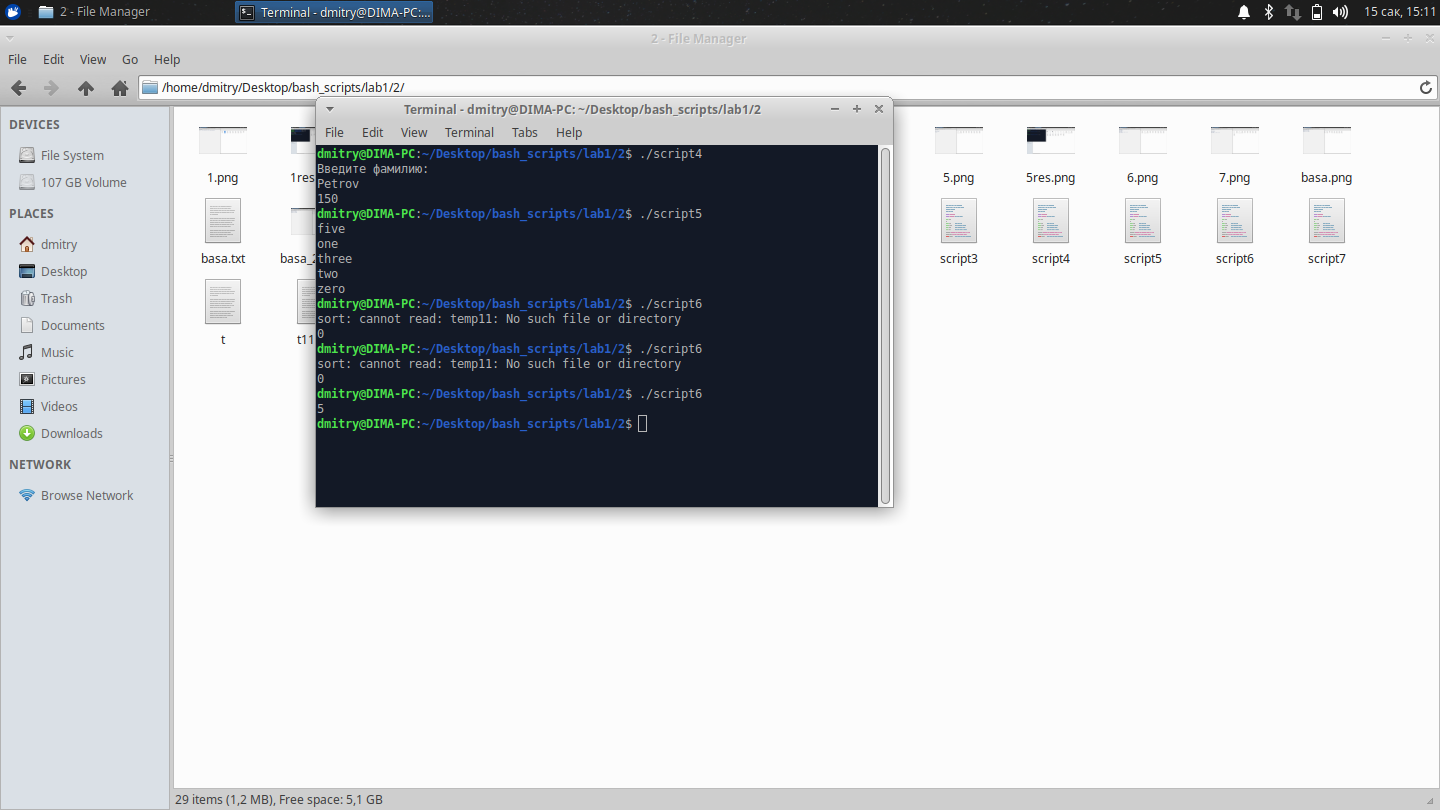 2 - File Manager
Terminal - dmitry@DIMA-PC:...
15 сак, 15:11
2 - File Manager
File Edit View Go Help
/home/dmitry/Desktop/bash_scripts/lab1/2/
DEVICES
File System
107 GB Volume
PLACES
dmitry
Desktop
Trash
Documents
Music
Pictures
Videos
Downloads
NETWORK
Browse Network
1.png
1res
5.png
5res.png
6.png
7.png
basa.png
basa.txt
basa_2
script3
script4
script5
script6
script7
t
t11
Terminal - dmitry@DIMA-PC: ~/Desktop/bash_scripts/lab1/2
File Edit View Terminal Tabs Help
dmitry@DIMA-PC:~/Desktop/bash_scripts/lab1/2$ ./script4
Введите фамилию:
Petrov
150
dmitry@DIMA-PC:~/Desktop/bash_scripts/lab1/2$ ./script5
five
one
three
two
zero
dmitry@DIMA-PC:~/Desktop/bash_scripts/lab1/2$ ./script6
sort: cannot read: temp11: No such file or directory
0
dmitry@DIMA-PC:~/Desktop/bash_scripts/lab1/2$ ./script6
sort: cannot read: temp11: No such file or directory
0
dmitry@DIMA-PC:~/Desktop/bash_scripts/lab1/2$ ./script6
5
dmitry@DIMA-PC:~/Desktop/bash_scripts/lab1/2$
29 items (1,2 MB), Free space: 5,1 GB